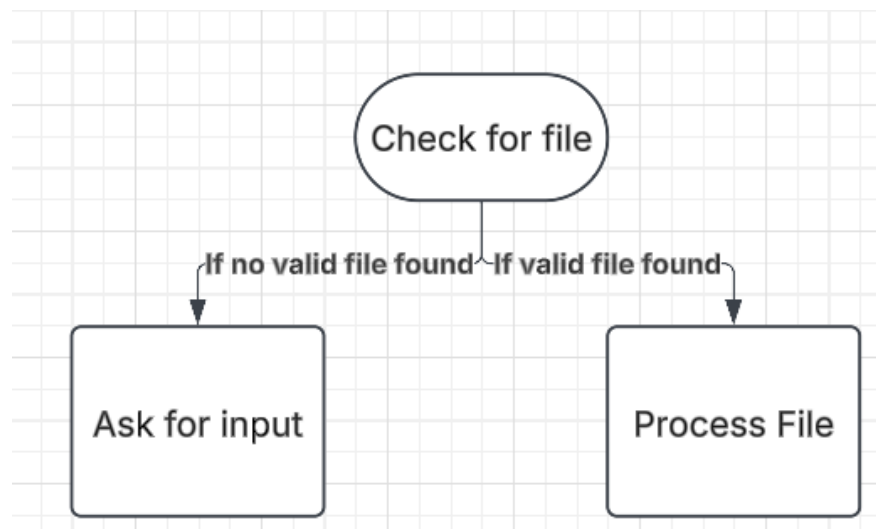 Check for file
If no valid file found
If valid file found
Ask for input
Process File